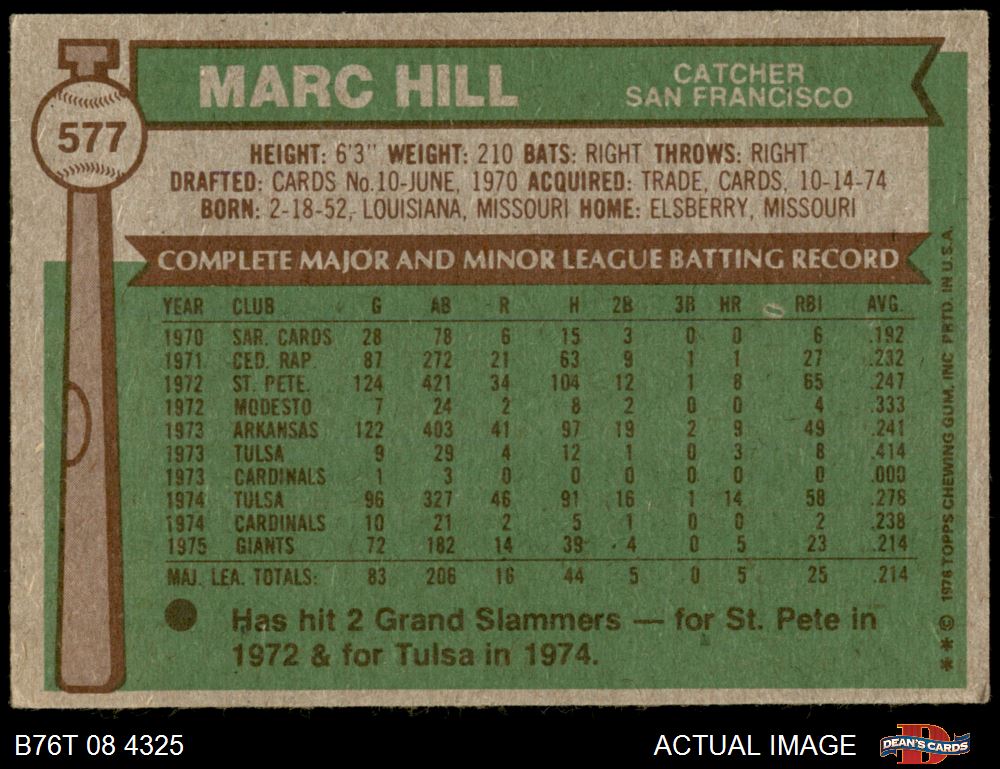 577
MARC HILL
CATCHER
SAN FRANCISCO
HEIGHT: 6'3" WEIGHT: 210 BATS: RIGHT THROWS: RIGHT
DRAFTED: CARDS No.10-JUNE, 1970 ACQUIRED: TRADE, CARDS, 10-14-74
BORN: 2-18-52, LOUISIANA, MISSOURI HOME: ELSBERRY, MISSOURI
COMPLETE MAJOR AND MINOR LEAGUE BATTING RECORD
YEAR CLUB G AB R H 2B 3B HR RBI AVG.
1970 SAR. CARDS 28 78 6 15 3 0 0 6 .192
1971 CED. RAP. 87 272 21 63 9 1 1 27 .232
1972 ST. PETE. 124 421 34 104 12 1 8 65 .247
1972 MODESTO 7 24 2 8 2 0 0 4 .333
1973 ARKANSAS 122 403 41 97 19 2 9 49 .241
1973 TULSA 9 29 4 12 1 0 3 8 .414
1973 CARDINALS 1 3 0 0 0 0 0 0 .000
1974 TULSA 96 327 46 91 16 1 14 58 .278
1974 CARDINALS 10 21 2 5 1 0 0 2 .238
1975 GIANTS 72 182 14 39 4 0 5 23 .214
MAJ. LEA. TOTALS: 83 206 16 44 5 0 5 25 .214
Has hit 2 Grand Slammers — for St. Pete in
1972 & for Tulsa in 1974.
** © 1976 TOPPS CHEWING GUM, INC PRTD. IN U.S.A.
B76T 08 4325
ACTUAL IMAGE
DEAN'S CARDS